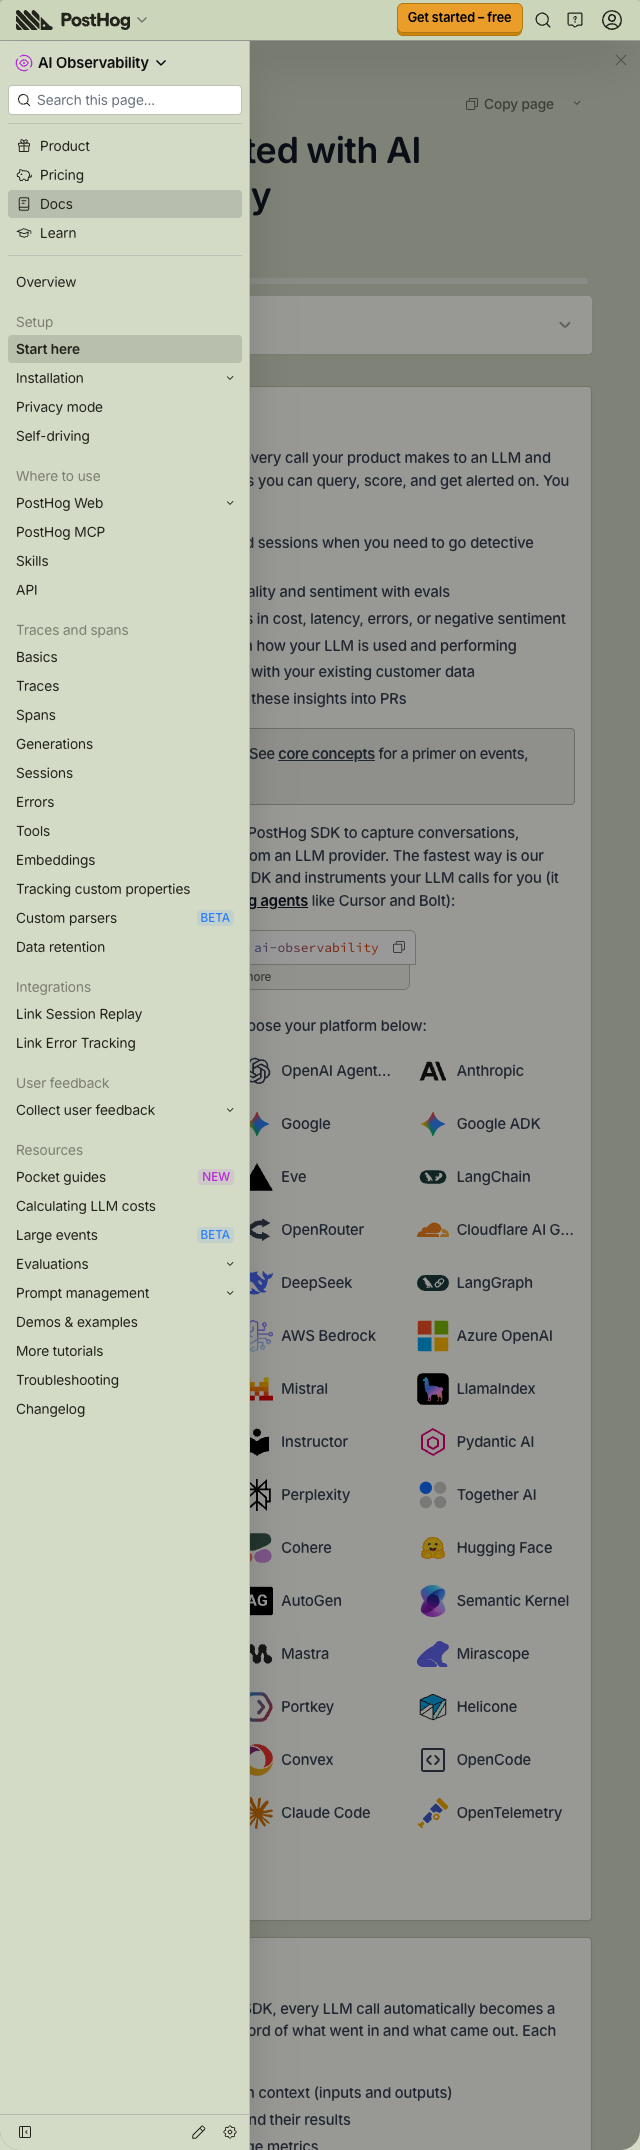 PostHog
Get started – free
AI Observability
Search this page...
Product
Pricing
Docs
Learn
Overview
Setup
Start here
Installation
Privacy mode
Self-driving
Where to use
PostHog Web
PostHog MCP
Skills
API
Traces and spans
Basics
Traces
Spans
Generations
Sessions
Errors
Tools
Embeddings
Tracking custom properties
Custom parsers BETA
Data retention
Integrations
Link Session Replay
Link Error Tracking
User feedback
Collect user feedback
Resources
Pocket guides NEW
Calculating LLM costs
Large events BETA
Evaluations
Prompt management
Demos & examples
More tutorials
Troubleshooting
Changelog
Copy page
ted with AI
y
every call your product makes to an LLM and
s you can query, score, and get alerted on. You
d sessions when you need to go detective
ality and sentiment with evals
s in cost, latency, errors, or negative sentiment
how your LLM is used and performing
with your existing customer data
these insights into PRs
See core concepts for a primer on events,
PostHog SDK to capture conversations,
om an LLM provider. The fastest way is our
DK and instruments your LLM calls for you (it
g agents like Cursor and Bolt):
ai-observability
more
oose your platform below:
OpenAI Agent... Anthropic
Google Google ADK
Eve LangChain
OpenRouter Cloudflare AI G...
DeepSeek LangGraph
AWS Bedrock Azure OpenAI
Mistral LlamaIndex
Instructor Pydantic AI
Perplexity Together AI
Cohere Hugging Face
AG AutoGen Semantic Kernel
Mastra Mirascope
Portkey Helicone
Convex OpenCode
Claude Code OpenTelemetry
SDK, every LLM call automatically becomes a
ord of what went in and what came out. Each
n context (inputs and outputs)
nd their results
ge metrics